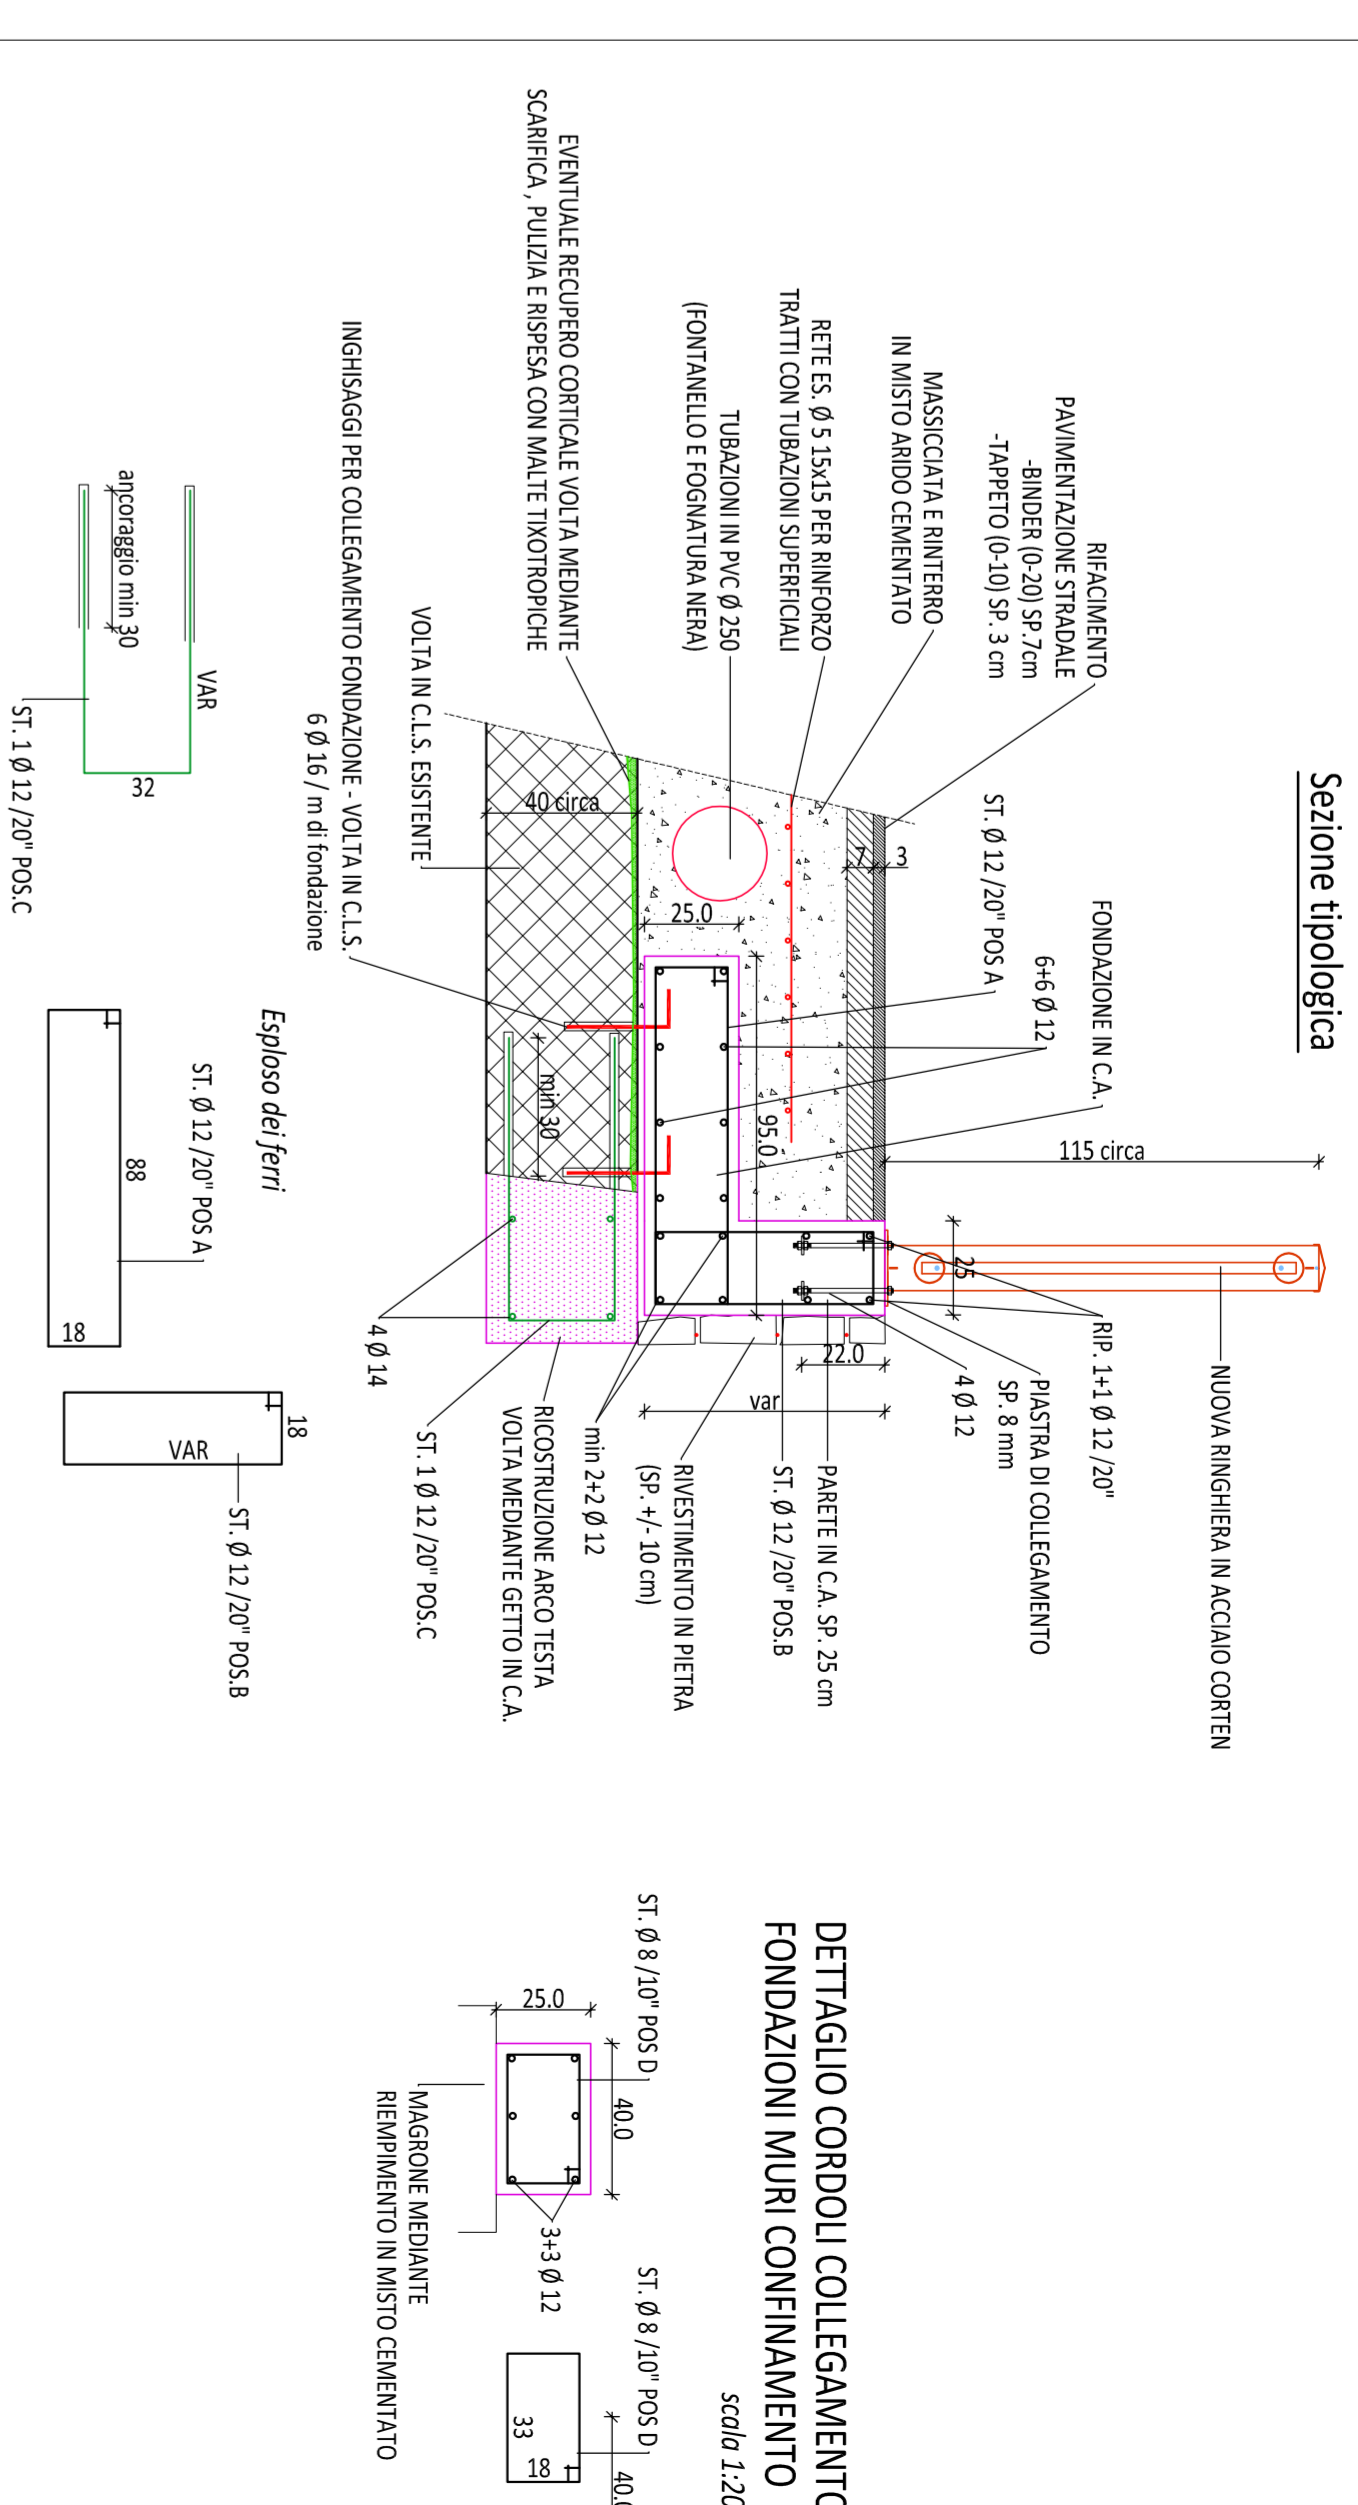 Sezione tipologica
RIFACIMENTO
PAVIMENTAZIONE STRADALE
-BINDER (0-20) SP.7cm
-TAPPETO (0-10) SP. 3 cm
MASSICCIATA E RINTERRO
IN MISTO ARIDO CEMENTATO
RETE ES. Ø 5 15x15 PER RINFORZO
TRATTI CON TUBAZIONI SUPERFICIALI
TUBAZIONI IN PVC Ø 250
(FONTANELLO E FOGNATURA NERA)
EVENTUALE RECUPERO CORTICALE VOLTA MEDIANTE
SCARIFICA , PULIZIA E RISPESA CON MALTE TIXOTROPICHE
VOLTA IN C.L.S. ESISTENTE
INGHISAGGI PER COLLEGAMENTO FONDAZIONE - VOLTA IN C.L.S.
6 Ø 16 / m di fondazione
FONDAZIONE IN C.A.
6+6 Ø 12
ST. Ø 12 /20" POS A
115 circa
3
7
25.0
40 circa
95.0
min 30
25
22.0
var
NUOVA RINGHIERA IN ACCIAIO CORTEN
RIP. 1+1 Ø 12 /20"
PIASTRA DI COLLEGAMENTO
SP. 8 mm
4 Ø 12
PARETE IN C.A. SP. 25 cm
ST. Ø 12 /20" POS.B
RIVESTIMENTO IN PIETRA
(SP. +/- 10 cm)
min 2+2 Ø 12
RICOSTRUZIONE ARCO TESTA
VOLTA MEDIANTE GETTO IN C.A.
ST. 1 Ø 12 /20" POS.C
4 Ø 14
Esploso dei ferri
VAR
ancoraggio min 30
32
ST. 1 Ø 12 /20" POS.C
ST. Ø 12 /20" POS A
88
18
18
VAR
ST. Ø 12 /20" POS.B
DETTAGLIO CORDOLI COLLEGAMENTO
FONDAZIONI MURI CONFINAMENTO
scala 1:20
ST. Ø 8 /10" POS D
25.0
40.0
3+3 Ø 12
MAGRONE MEDIANTE
RIEMPIMENTO IN MISTO CEMENTATO
ST. Ø 8 /10" POS D
33
18
40.0